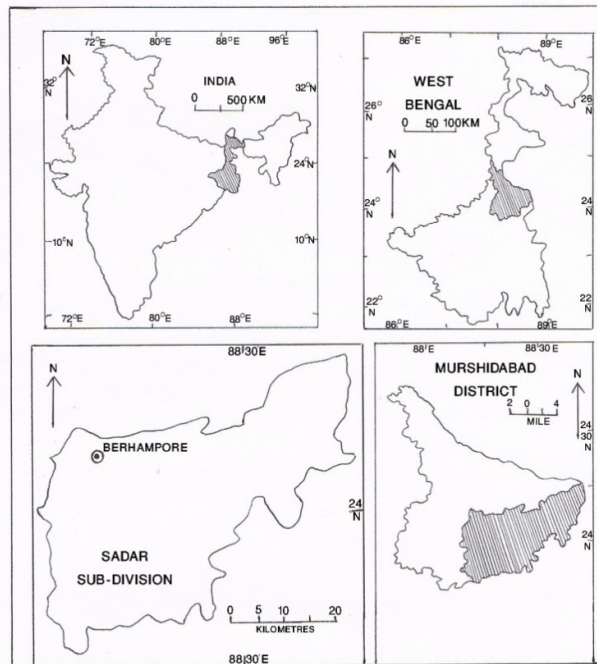 72°E 80°E 88°E 96°E
N
INDIA
0 500 KM
32°N
32°N
24°N
10°N
10°N
72°E 80°E 88°E
86°E 89°E
WEST
BENGAL
0 50 100KM
26°N
26
N
N
24°N
24
N
22°N
22
N
86°E 89°E
88°30'E
N
BERHAMPORE
24
N
SADAR
SUB-DIVISION
0 5 10 20
KILOMETRES
88°30'E
88°E 88°30'E
MURSHIDABAD
DISTRICT
N
2 0 4
MILE
24
30
N
24
N